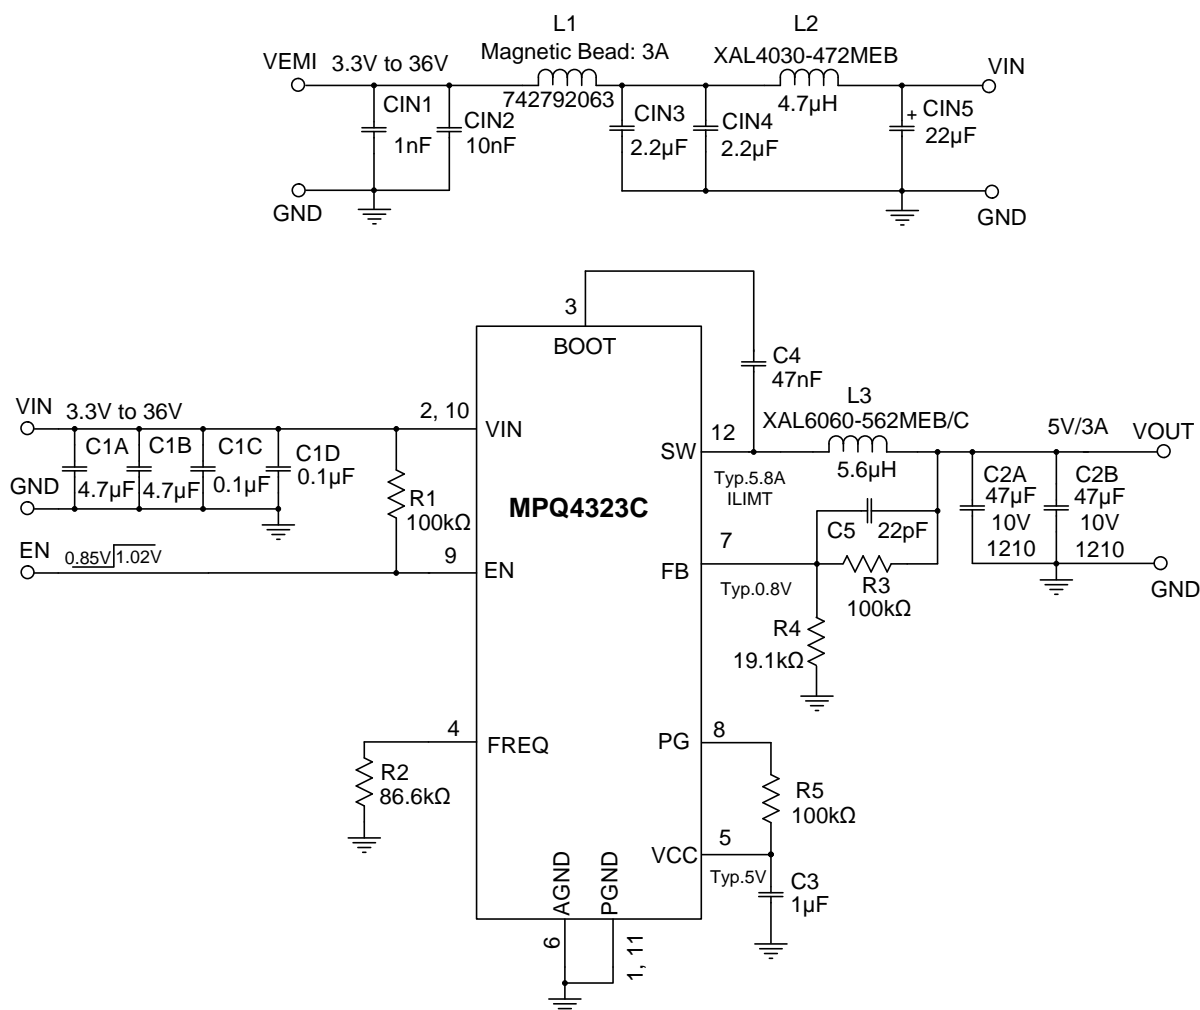 L1
Magnetic Bead: 3A
742792063
L2
XAL4030-472MEB
4.7µH
VEMI
3.3V to 36V
VIN
CIN1
1nF
CIN2
10nF
CIN3
2.2µF
CIN4
2.2µF
+
CIN5
22µF
GND
GND
3
BOOT
C4
47nF
VIN
3.3V to 36V
2, 10
VIN
C1A
4.7µF
C1B
4.7µF
C1C
0.1µF
C1D
0.1µF
GND
R1
100kΩ
EN
0.85V
1.02V
9
EN
MPQ4323C
SW
12
Typ.5.8A
ILIMT
L3
XAL6060-562MEB/C
5.6µH
5V/3A
VOUT
C2A
47µF
10V
1210
C2B
47µF
10V
1210
GND
C5
22pF
7
FB
Typ.0.8V
R3
100kΩ
R4
19.1kΩ
4
FREQ
R2
86.6kΩ
PG
8
R5
100kΩ
VCC
5
Typ.5V
C3
1µF
AGND
PGND
6
1, 11